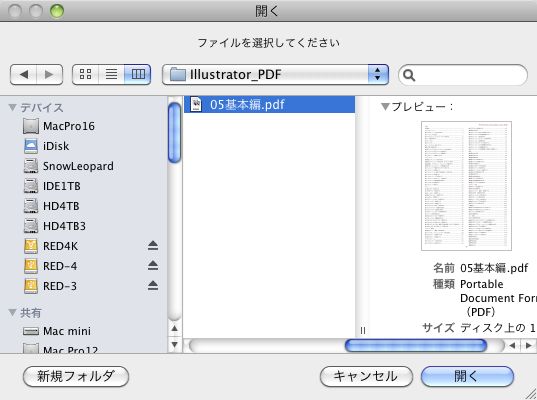 開く
ファイルを選択してください
Illustrator_PDF
デバイス
MacPro16
iDisk
SnowLeopard
IDE1TB
HD4TB
HD4TB3
RED4K
RED-4
RED-3
共有
Mac mini
Mac Pro12
05基本編.pdf
プレビュー：
名前 05基本編.pdf
種類 Portable
Document Form
（PDF）
サイズ ディスク上の 1
新規フォルダ
キャンセル
開く